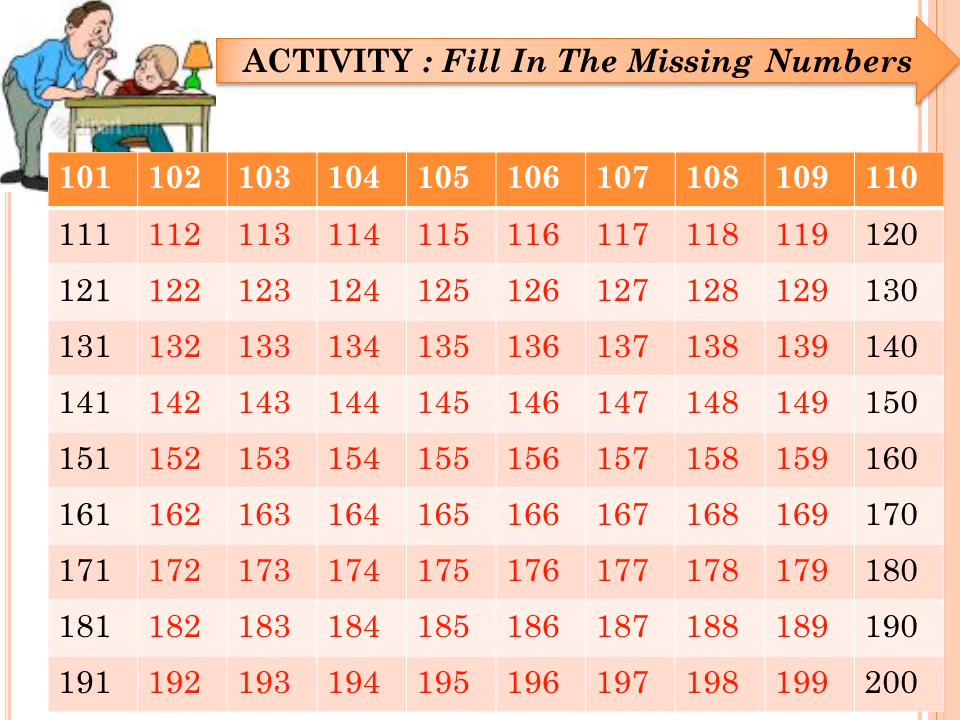 ACTIVITY : Fill In The Missing Numbers
101 102 103 104 105 106 107 108 109 110
111 112 113 114 115 116 117 118 119 120
121 122 123 124 125 126 127 128 129 130
131 132 133 134 135 136 137 138 139 140
141 142 143 144 145 146 147 148 149 150
151 152 153 154 155 156 157 158 159 160
161 162 163 164 165 166 167 168 169 170
171 172 173 174 175 176 177 178 179 180
181 182 183 184 185 186 187 188 189 190
191 192 193 194 195 196 197 198 199 200